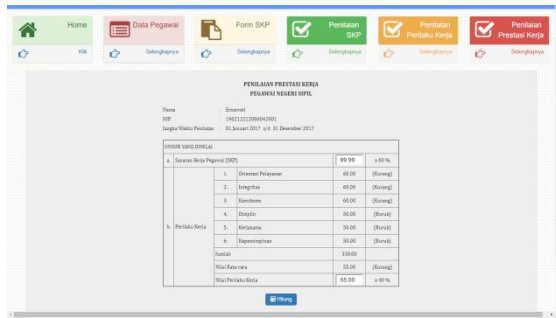 Home
Klik
Data Pegawai
Selengkapnya
Form SKP
Selengkapnya
Penilaian
SKP
Selengkapnya
Penilaian
Perilaku Kerja
Selengkapnya
Penilaian
Prestasi Kerja
Selengkapnya
PENILAIAN PRESTASI KERJA
PEGAWAI NEGERI SIPIL
Nama : Ernawati
NIP :
Jangka Waktu Penilaian : 01 Januari 2017 s/d 31 Desember 2017
UNSUR YANG DINILAI
a. Sasaran Kerja Pegawai (SKP) 99.99 x 60 %
b. Perilaku Kerja
1. Orientasi Pelayanan 60.00 (Kurang)
2. Integritas 60.00 (Kurang)
3. Komitmen 60.00 (Kurang)
4. Disiplin 50.00 (Buruk)
5. Kerjasama 50.00 (Buruk)
6. Kepemimpinan 50.00 (Buruk)
Jumlah 330.00
Nilai Rata-rata 55.00 (Kurang)
Nilai Perilaku Kerja 55.00 x 40 %
Hitung